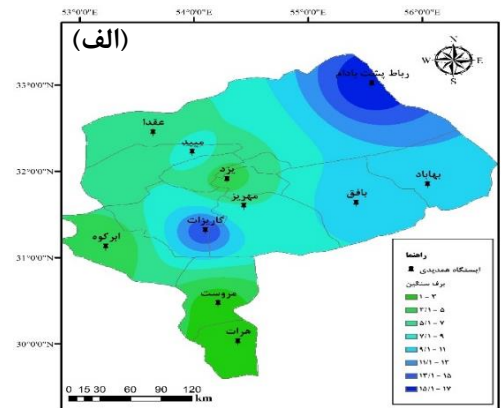 53°0'0"E 54°0'0"E 55°0'0"E 56°0'0"E
(الف)
N
W E
S
33°0'0"N
32°0'0"N
31°0'0"N
30°0'0"N
رباط پشت بادام
عقدا
میبد
یزد
بهاباد
مهریز
بافق
گاریزات
ابرکوه
مروست
هرات
راهنما
ایستگاه همدیدی
برف سنگین
۱ - ۳
۳/۱ - ۵
۵/۱ - ۷
۷/۱ - ۹
۹/۱ - ۱۱
۱۱/۱ - ۱۳
۱۳/۱ - ۱۵
۱۵/۱ - ۱۷
0 15 30 60 90 120
km